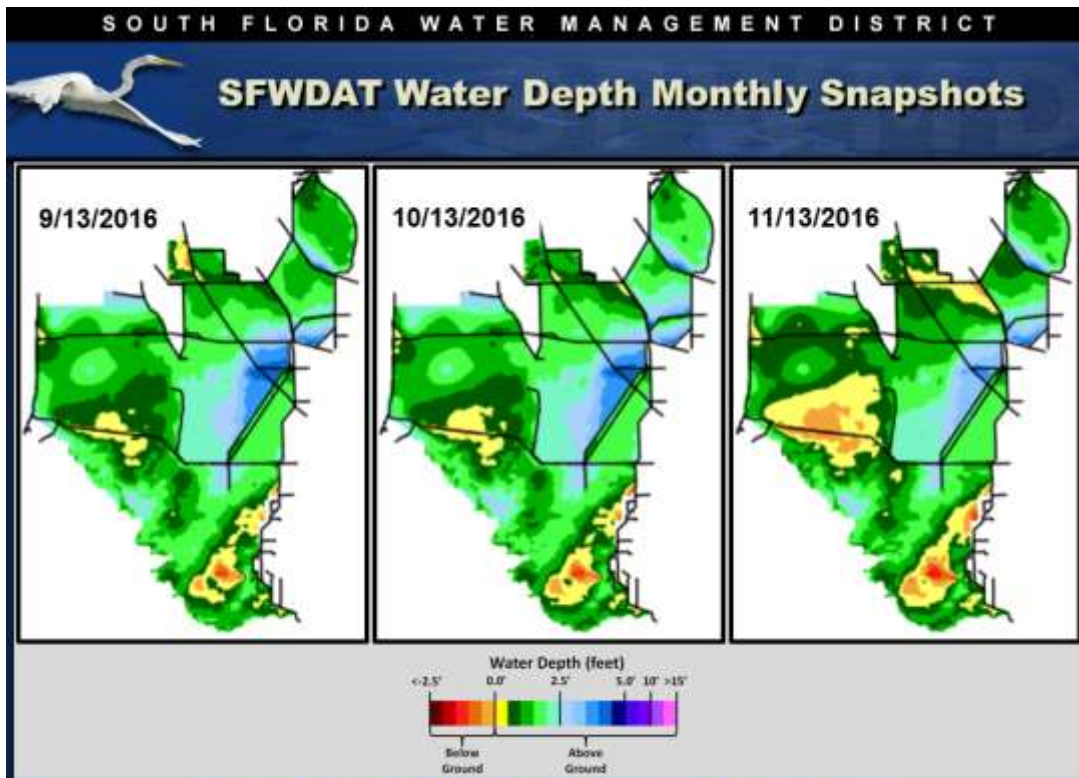 SOUTH FLORIDA WATER MANAGEMENT DISTRICT
SFWDAT Water Depth Monthly Snapshots
9/13/2016
10/13/2016
11/13/2016
Water Depth (feet)
<-2.5' 0.0' 2.5' 5.0' 10' >15'
Below Above
Ground Ground